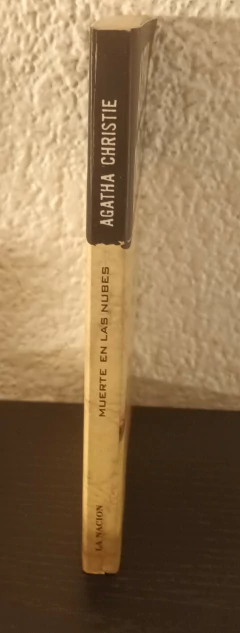 AGATHA CHRISTIE
MUERTE EN LAS NUBES
LA NACION